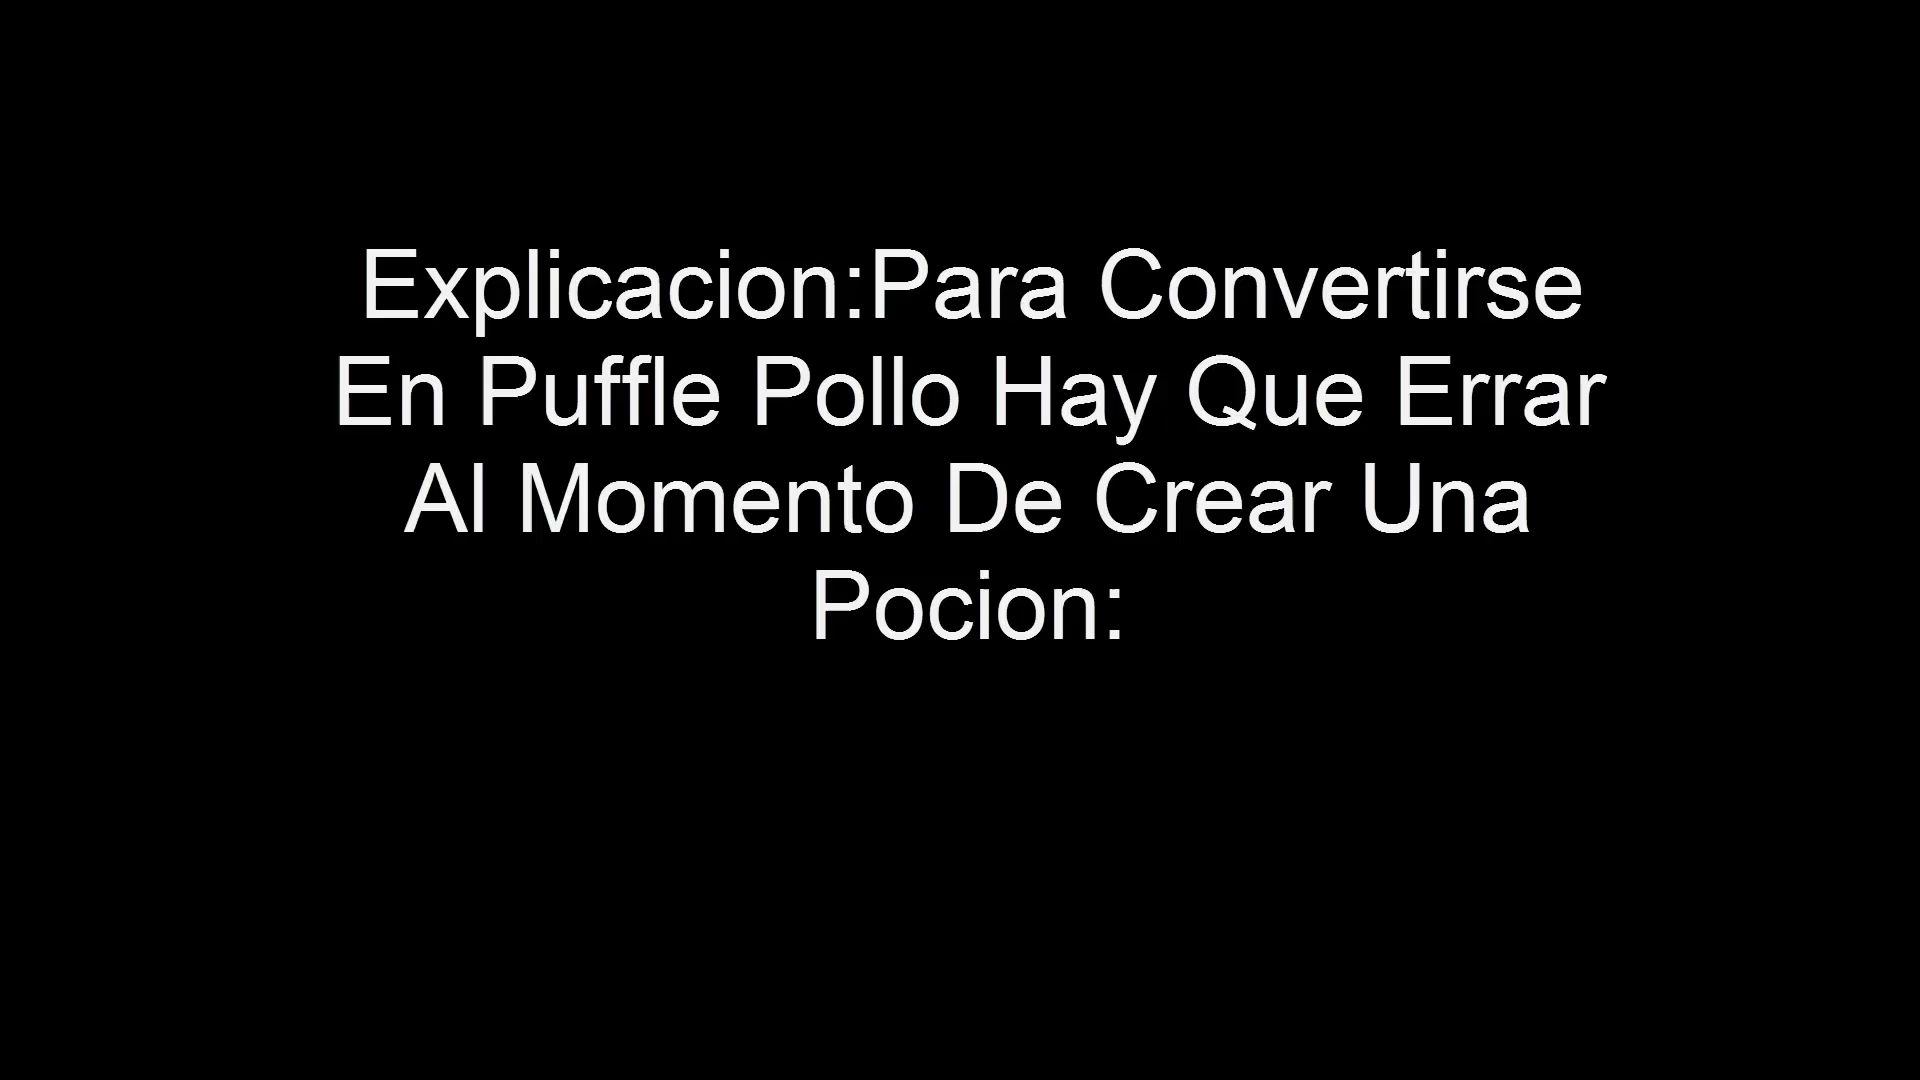 Explicacion:Para Convertirse
En Puffle Pollo Hay Que Errar
Al Momento De Crear Una
Pocion: